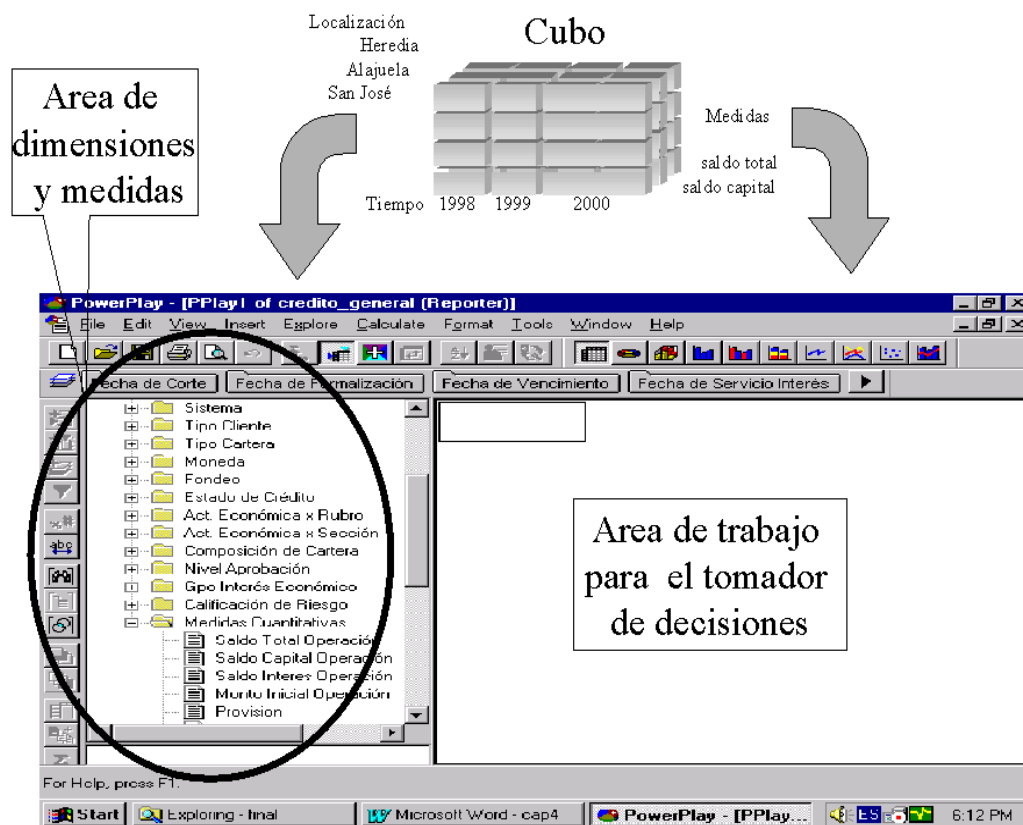 Localización
Heredia
Alajuela
San José
Cubo
Medidas
saldo total
saldo capital
Tiempo 1998 1999 2000
Area de
dimensiones
y medidas
PowerPlay - [PPlay1 of credito_general (Reporter)]
File Edit View Insert Explore Calculate Format Tools Window Help
Fecha de Corte Fecha de Formalización Fecha de Vencimiento Fecha de Servicio Interés
Sistema
Tipo Cliente
Tipo Cartera
Moneda
Fondeo
Estado de Crédito
Act. Económica x Rubro
Act. Económica x Sección
Composición de Cartera
Nivel Aprobación
Gpo Interés Económico
Calificación de Riesgo
Medidas Cuantitativas
Saldo Total Operación
Saldo Capital Operación
Saldo Interes Operación
Monto Inicial Operación
Provision
Area de trabajo
para el tomador
de decisiones
For Help, press F1.
Start Exploring - final Microsoft Word - cap4 PowerPlay - [PPlay... ES 6:12 PM